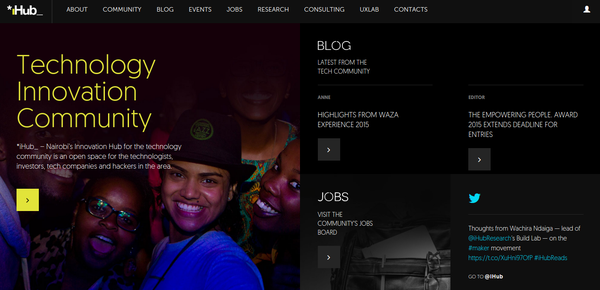 *iHub_
ABOUT COMMUNITY BLOG EVENTS JOBS RESEARCH CONSULTING UXLAB CONTACTS
Technology
Innovation
Community
*iHub_ – Nairobi's Innovation Hub for the technology
community is an open space for the technologists,
investors, tech companies and hackers in the area.
BLOG
LATEST FROM THE
TECH COMMUNITY
ANNE
HIGHLIGHTS FROM WAZA
EXPERIENCE 2015
EDITOR
THE EMPOWERING PEOPLE. AWARD
2015 EXTENDS DEADLINE FOR
ENTRIES
JOBS
VISIT THE
COMMUNITY'S JOBS
BOARD
Thoughts from Wachira Ndaiga — lead of
@iHubResearch's Build Lab — on the
#maker movement
https://t.co/XuHni97OfP #iHubReads
GO TO @IHUB